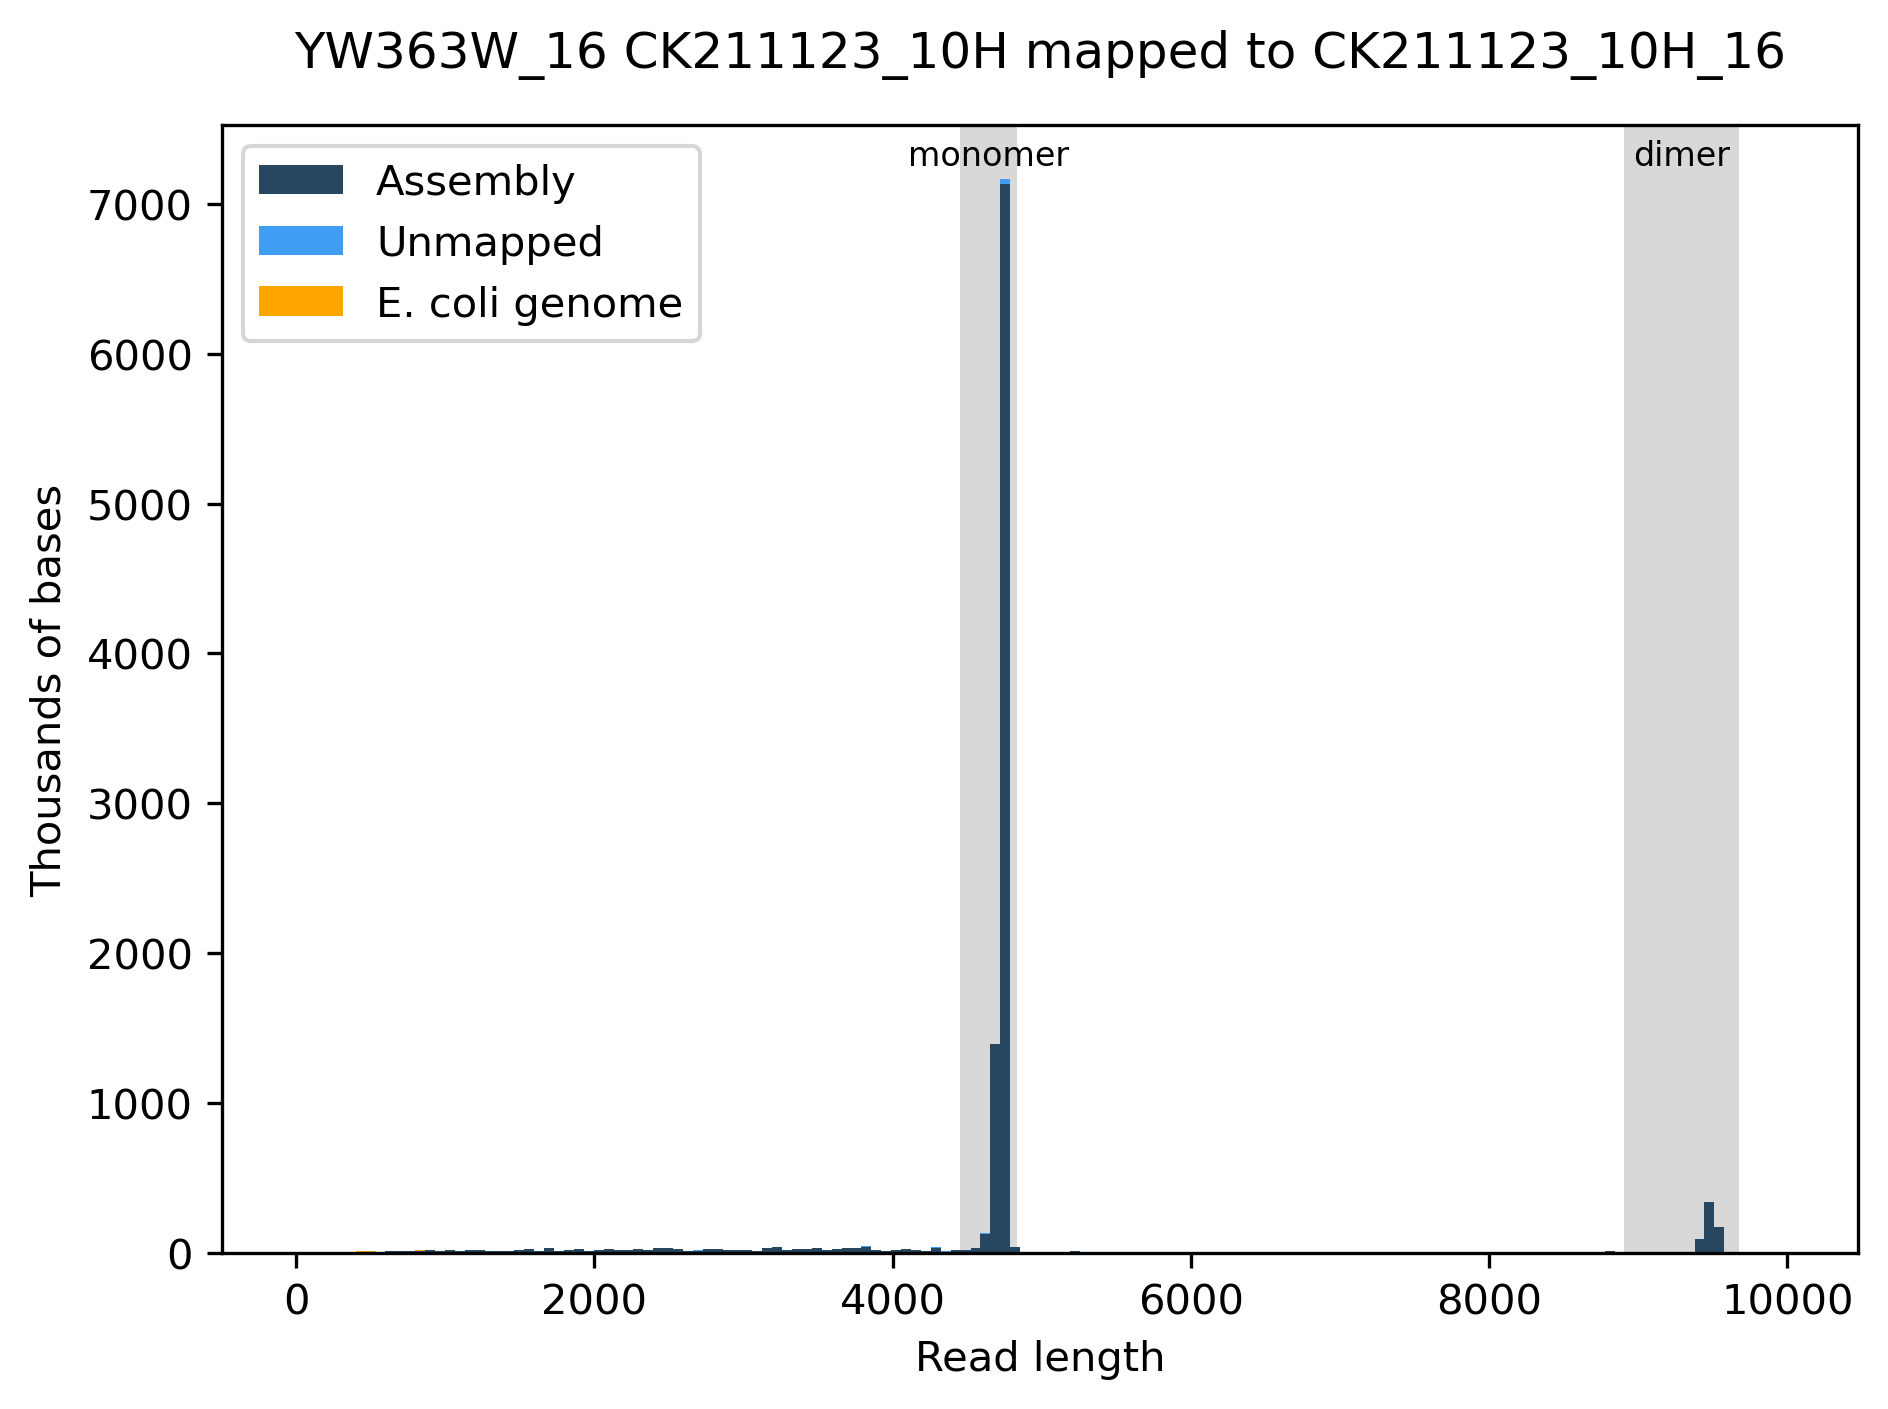 YW363W_16 CK211123_10H mapped to CK211123_10H_16
Assembly
Unmapped
E. coli genome
monomer
dimer
7000
6000
5000
4000
3000
2000
1000
0
Thousands of bases
0 2000 4000 6000 8000 10000
Read length